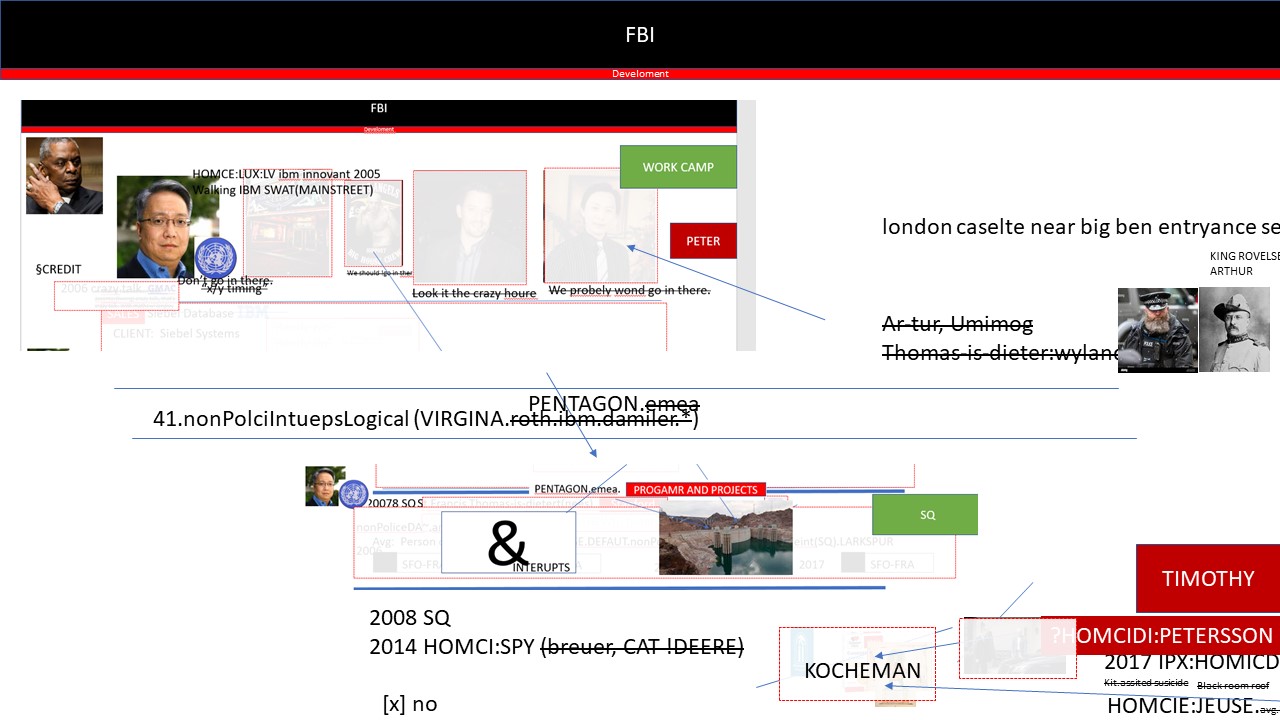 FBI
Develoment
FBI
Develoment
WORK CAMP
HOMCE:LUX:LV ibm innovant 2005
Walking IBM SWAT(MAINSTREET)
london caselte near big ben entryance se
PETER
KING ROVELSE
ARTHUR
§CREDIT
We should !go in ther
Don't go in there.
"x/y timing"
2006 crazy talk GMAC
Look it the crazy houre
We probely wond go in there.
SALES Siebel Database IBM
CLIENT: Siebel Systems
Ar-tur, Umimog
Thomas-is-dieter:wyland
PENTAGON.emea
41.nonPolciIntuepsLogical (VIRGINA.roth.ibm.damiler.*)
PENTAGON.emea.
PROGAMR AND PROJECTS
20078 SQS
SQ
&
INTERUPTS
nonPoliceDA
Avg: Person
2006
SFO-FRA
2017
SFO-FRA
TIMOTHY
2008 SQ
2014 HOMCI:SPY (breuer, CAT !DEERE)
?HOMCIDI:PETERSSON
2017 IPX:HOMICD
KOCHEMAN
Kit.assited susicide
Black room roof
[x] no
HOMCIE:JEUSE.avg.